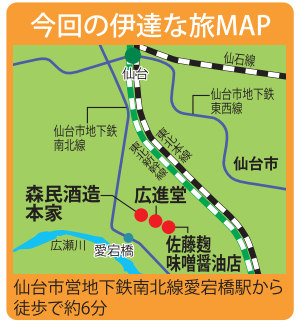 今回の伊達な旅MAP
仙石線
仙台
仙台市地下鉄
東西線
仙台市地下鉄
南北線
東北本線
東北新幹線
仙台市
森民酒造
本家
広進堂
佐藤麹
味噌醤油店
広瀬川
愛宕橋
仙台市営地下鉄南北線愛宕橋駅から
徒歩で約6分